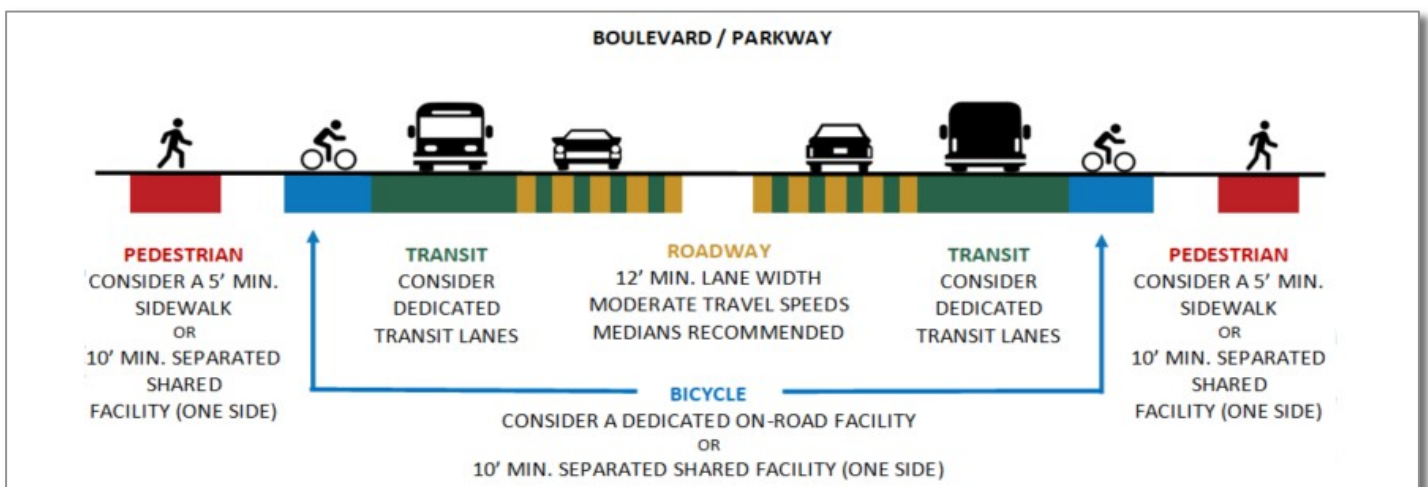 BOULEVARD / PARKWAY
PEDESTRIAN
CONSIDER A 5’ MIN.
SIDEWALK
OR
10’ MIN. SEPARATED
SHARED
FACILITY (ONE SIDE)
TRANSIT
CONSIDER
DEDICATED
TRANSIT LANES
ROADWAY
12’ MIN. LANE WIDTH
MODERATE TRAVEL SPEEDS
MEDIANS RECOMMENDED
TRANSIT
CONSIDER
DEDICATED
TRANSIT LANES
PEDESTRIAN
CONSIDER A 5’ MIN.
SIDEWALK
OR
10’ MIN. SEPARATED
SHARED
FACILITY (ONE SIDE)
BICYCLE
CONSIDER A DEDICATED ON-ROAD FACILITY
OR
10’ MIN. SEPARATED SHARED FACILITY (ONE SIDE)